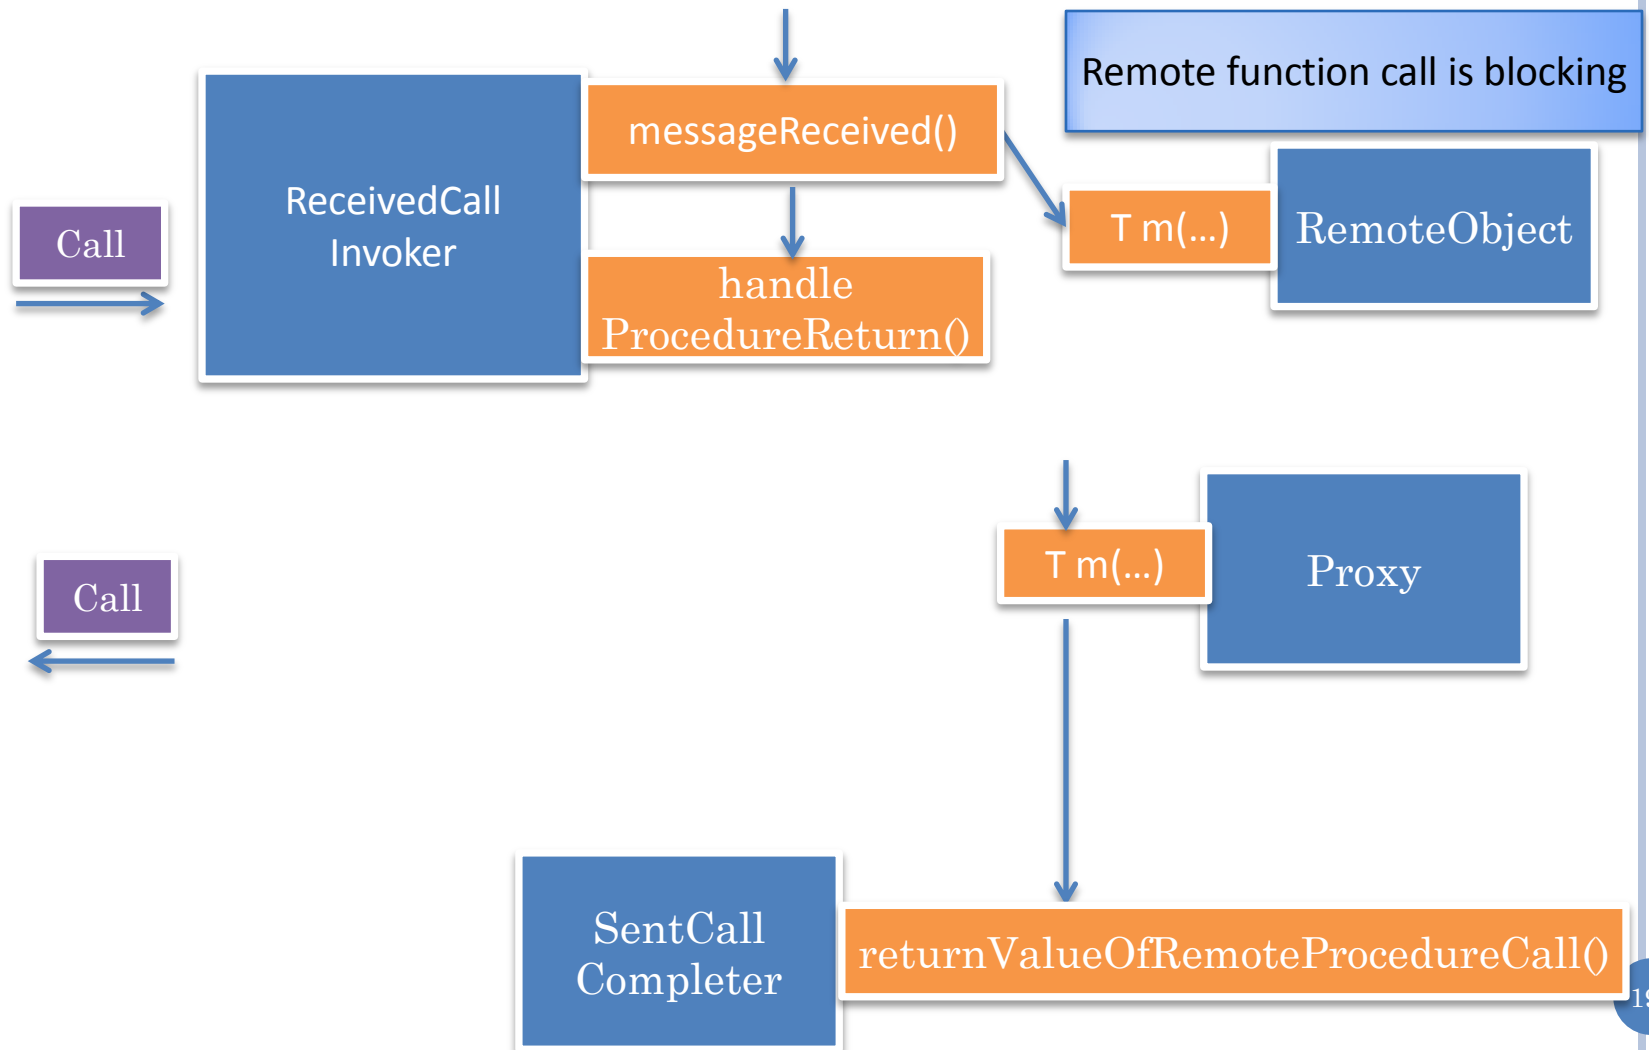 Remote function call is blocking
messageReceived()
ReceivedCall
Invoker
Call
T m(…)
RemoteObject
handle
ProcedureReturn()
T m(…)
Proxy
Call
SentCall
Completer
returnValueOfRemoteProcedureCall()